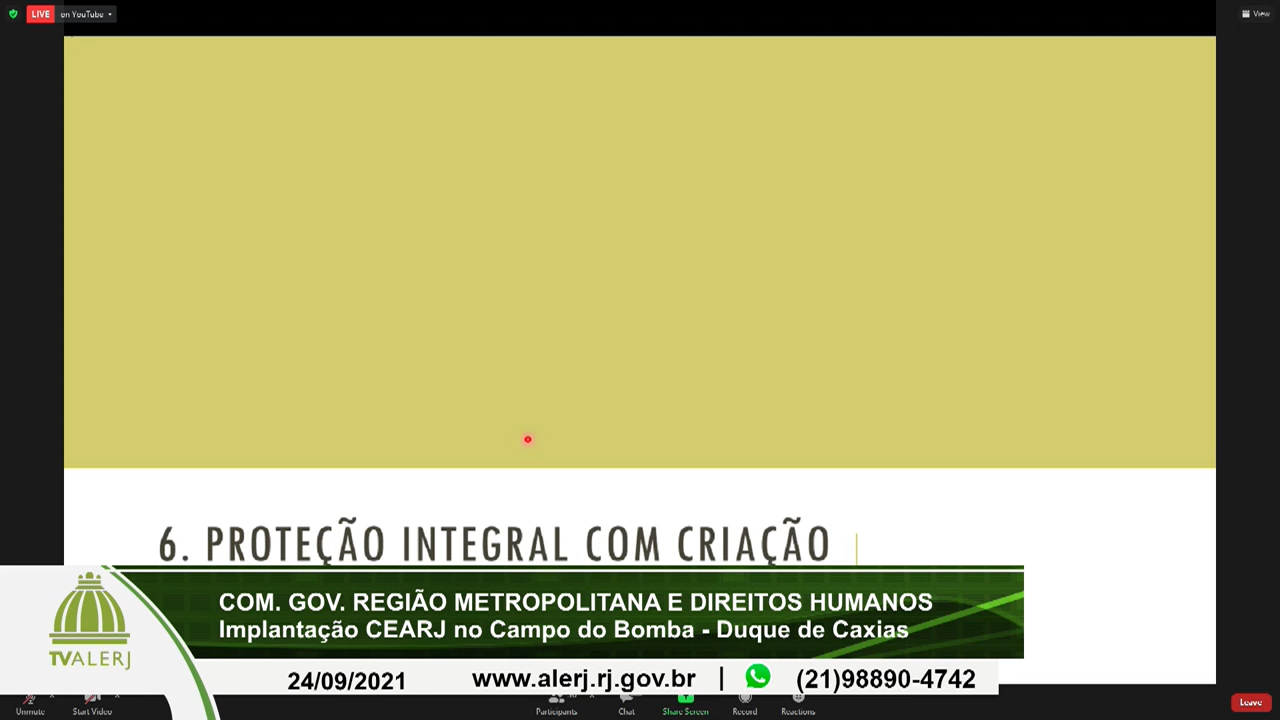 LIVE on YouTube
View
6. PROTEÇÃO INTEGRAL COM CRIAÇÃO
COM. GOV. REGIÃO METROPOLITANA E DIREITOS HUMANOS
Implantação CEARJ no Campo do Bomba - Duque de Caxias
TVALERJ
24/09/2021 www.alerj.rj.gov.br | (21)98890-4742
Unmute Start Video Participants Chat Share Screen Record Reactions Leave